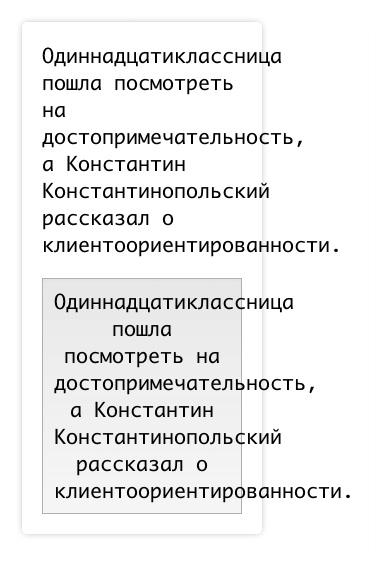 Одиннадцатиклассница
пошла посмотреть
на
достопримечательность,
а Константин
Константинопольский
рассказал о
клиентоориентированности.
Одиннадцатиклассница
пошла
посмотреть на
достопримечательность,
а Константин
Константинопольский
рассказал о
клиентоориентированности.